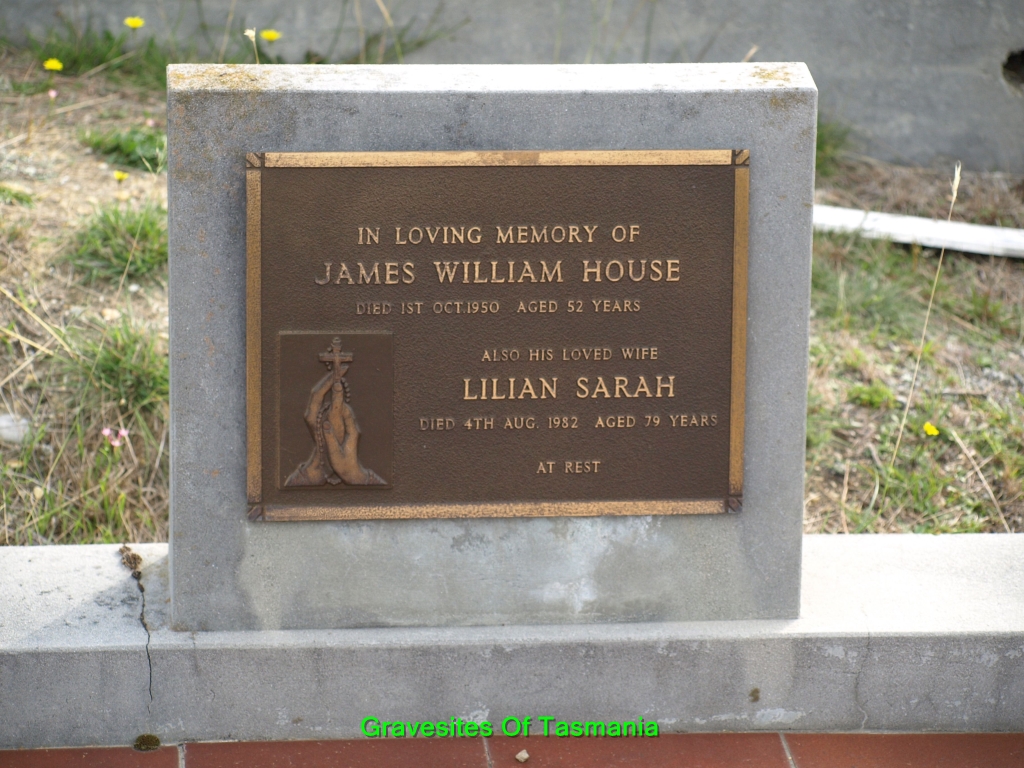 IN LOVING MEMORY OF
JAMES WILLIAM HOUSE
DIED 1ST OCT.1950 AGED 52 YEARS
ALSO HIS LOVED WIFE
LILIAN SARAH
DIED 4TH AUG. 1982 AGED 79 YEARS
AT REST
Gravesites Of Tasmania